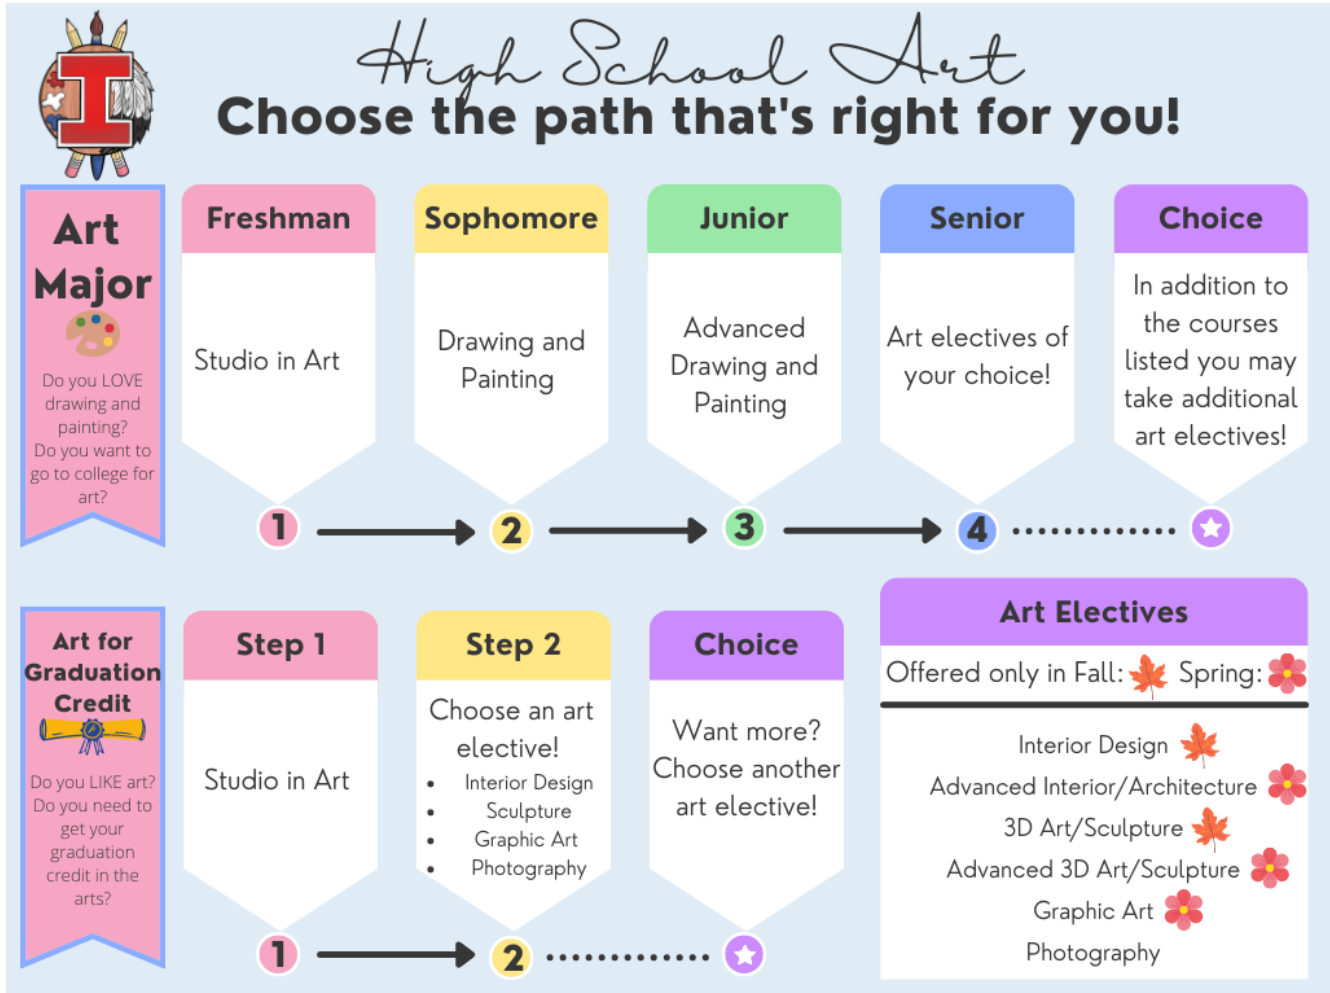 High School Art
Choose the path that's right for you!
I
Art
Major
Do you LOVE
drawing and
painting?
Do you want to
go to college for
art?
Freshman
Studio in Art
1
Sophomore
Drawing and
Painting
2
Junior
Advanced
Drawing and
Painting
3
Senior
Art electives of
your choice!
4
Choice
In addition to
the courses
listed you may
take additional
art electives!
Art for
Graduation
Credit
Do you LIKE art?
Do you need to
get your
graduation
credit in the
arts?
Step 1
Studio in Art
1
Step 2
Choose an art
elective!
• Interior Design
• Sculpture
• Graphic Art
• Photography
2
Choice
Want more?
Choose another
art elective!
Art Electives
Offered only in Fall: Spring:
Interior Design
Advanced Interior/Architecture
3D Art/Sculpture
Advanced 3D Art/Sculpture
Graphic Art
Photography